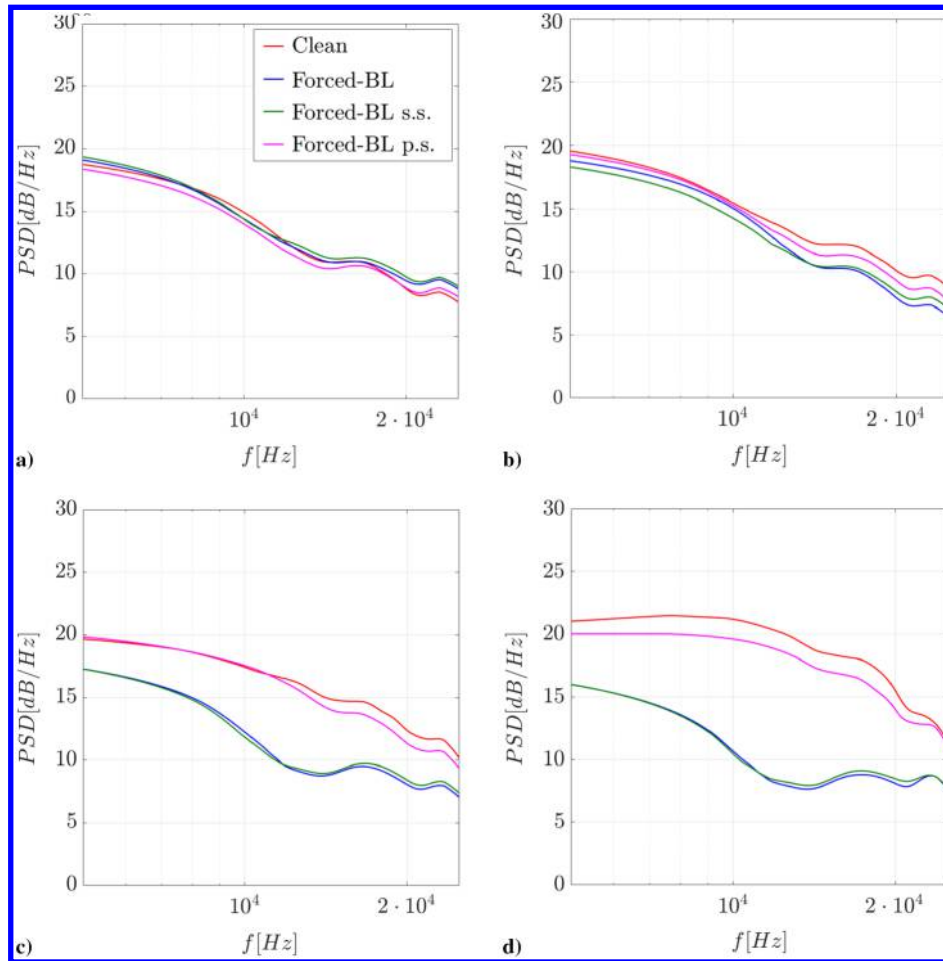 30
25
20
15
10
5
0
PSD[dB/Hz]
Clean
Forced-BL
Forced-BL s.s.
Forced-BL p.s.
10^4
2 · 10^4
f[Hz]
a)
30
25
20
15
10
5
0
PSD[dB/Hz]
10^4
2 · 10^4
f[Hz]
b)
30
25
20
15
10
5
0
PSD[dB/Hz]
10^4
2 · 10^4
f[Hz]
c)
30
25
20
15
10
5
0
PSD[dB/Hz]
10^4
2 · 10^4
f[Hz]
d)